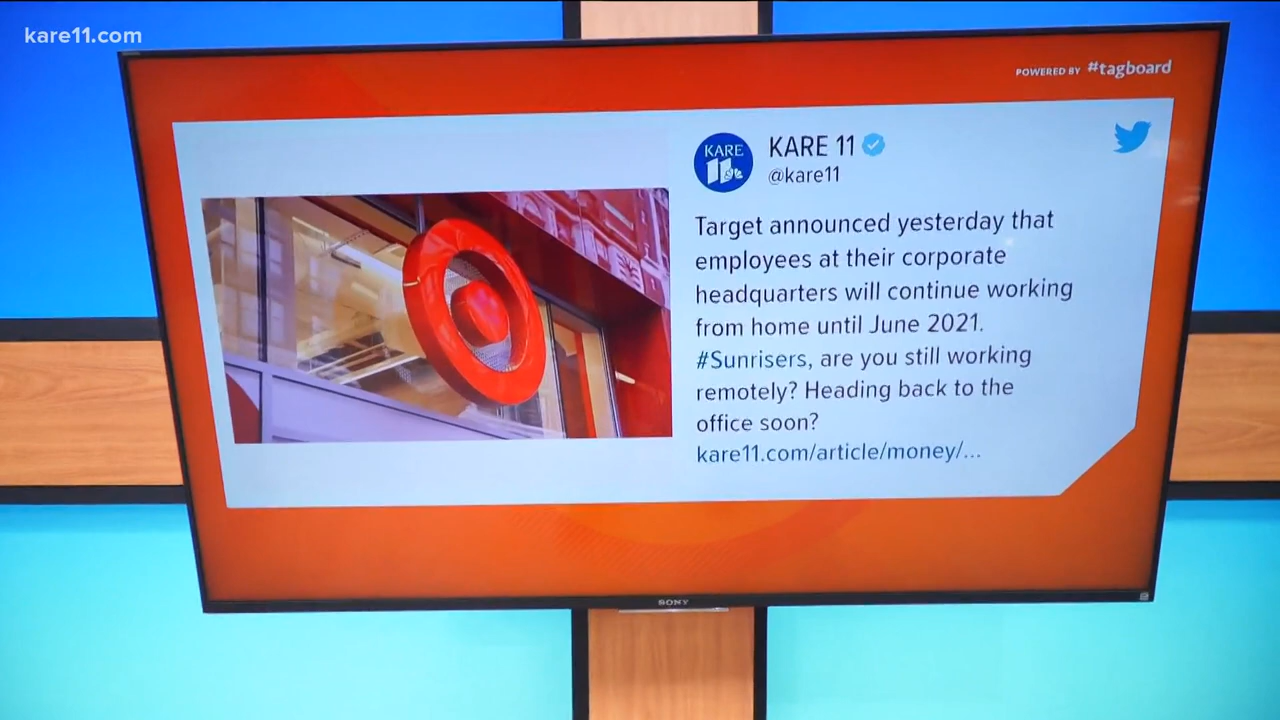 kare11.com
POWERED BY #tagboard
KARE
11
KARE 11
@kare11
Target announced yesterday that
employees at their corporate
headquarters will continue working
from home until June 2021.
#Sunrisers, are you still working
remotely? Heading back to the
office soon?
kare11.com/article/money/...
SONY